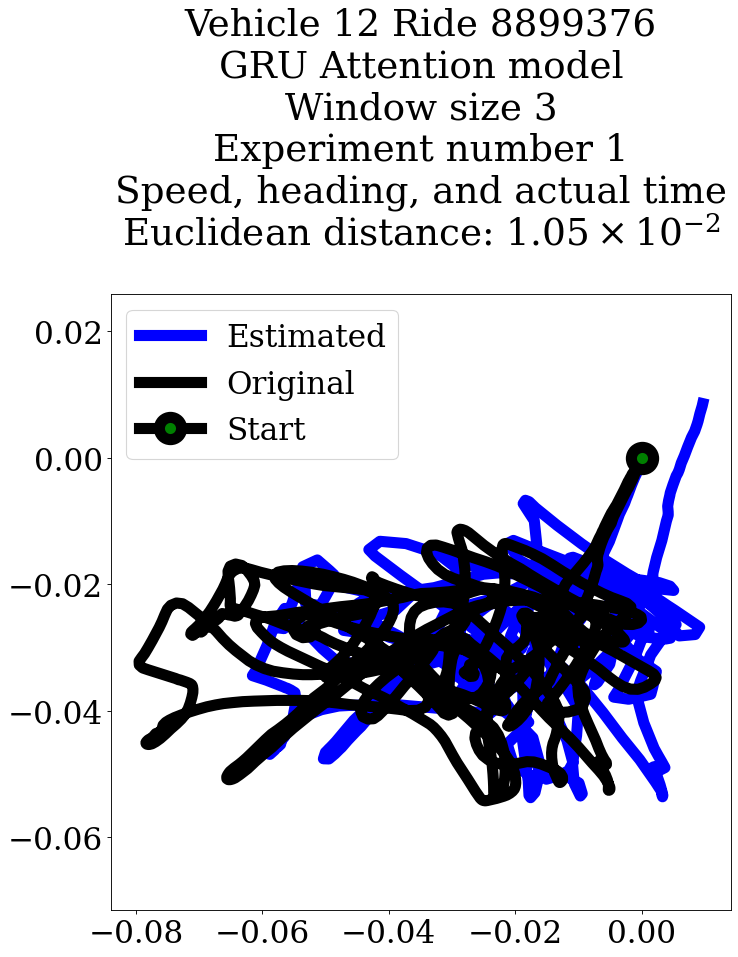 Vehicle 12 Ride 8899376
GRU Attention model
Window size 3
Experiment number 1
Speed, heading, and actual time
Euclidean distance: 1.05 × 10⁻²
Estimated
Original
Start
0.02
0.00
−0.02
−0.04
−0.06
−0.08 −0.06 −0.04 −0.02 0.00